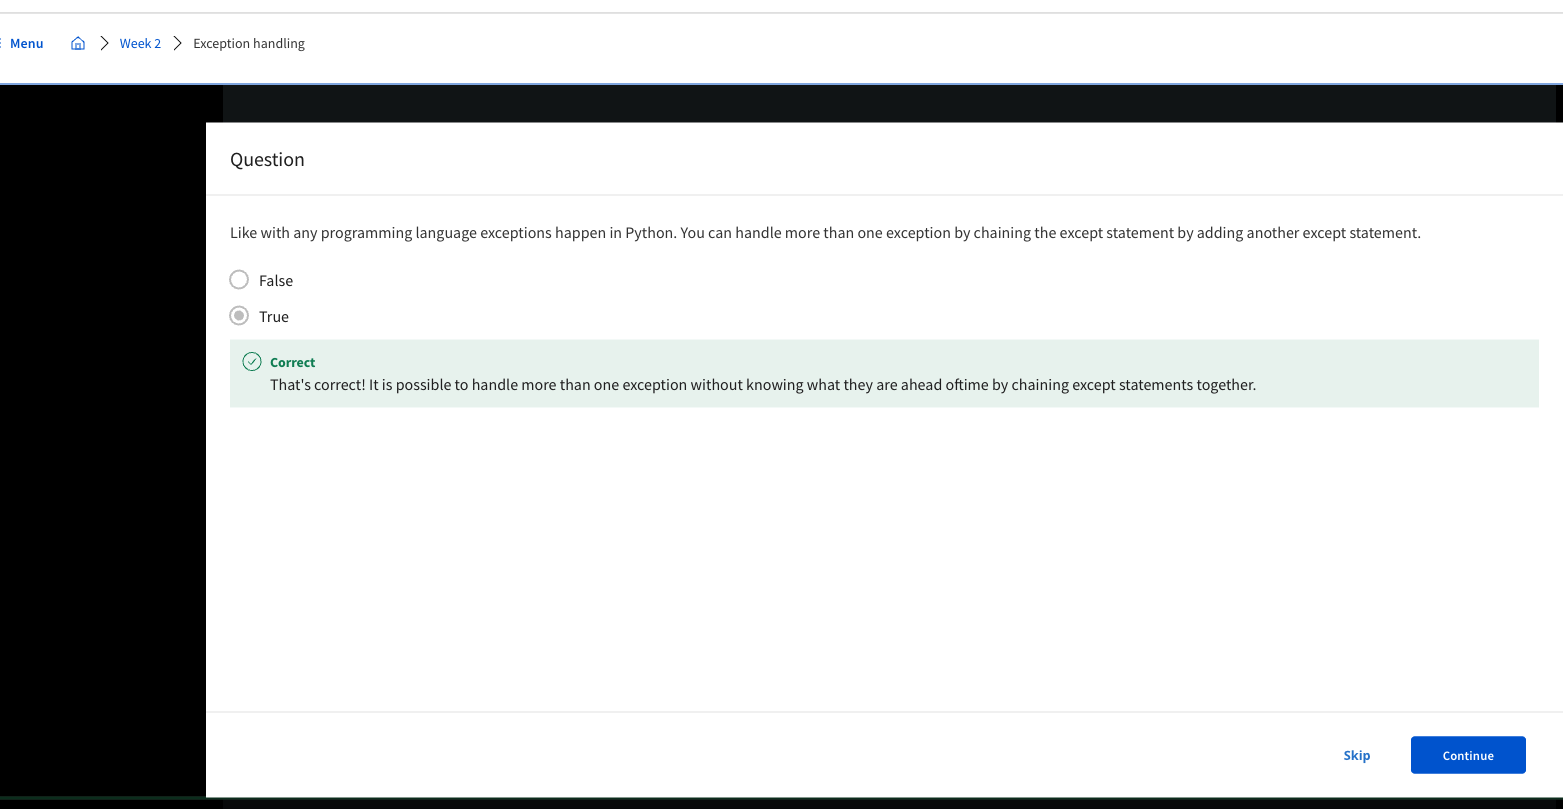 Menu Week 2 Exception handling
Question
Like with any programming language exceptions happen in Python. You can handle more than one exception by chaining the except statement by adding another except statement.
False
True
Correct
That's correct! It is possible to handle more than one exception without knowing what they are ahead oftime by chaining except statements together.
Skip Continue